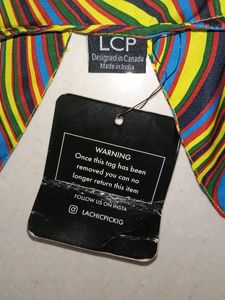 LCP
Designed in Canada
Made in India
WARNING
Once this tag has been
removed you can no
longer return this item
FOLLOW US ON INSTA
LACHICPICKIG